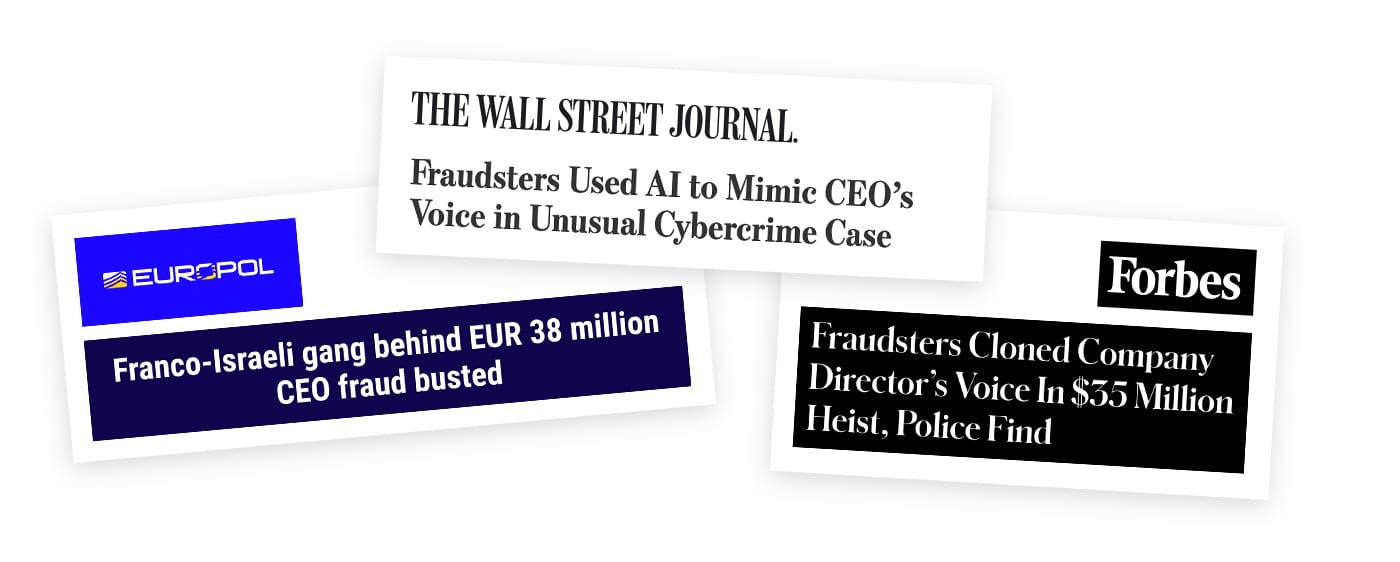 THE WALL STREET JOURNAL.
Fraudsters Used AI to Mimic CEO’s
Voice in Unusual Cybercrime Case
EUROPOL
Franco-Israeli gang behind EUR 38 million
CEO fraud busted
Forbes
Fraudsters Cloned Company
Director’s Voice In $35 Million
Heist, Police Find